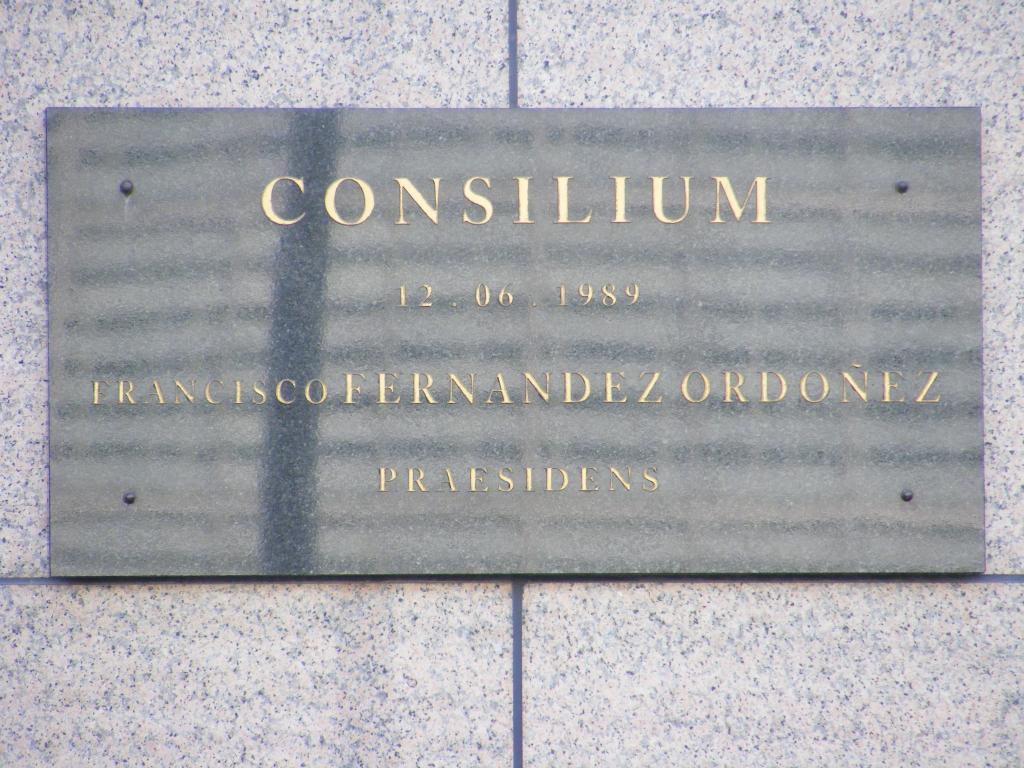 CONSILIUM
12 . 06 . 1989
FRANCISCO FERNANDEZ ORDOÑEZ
PRAESIDENS